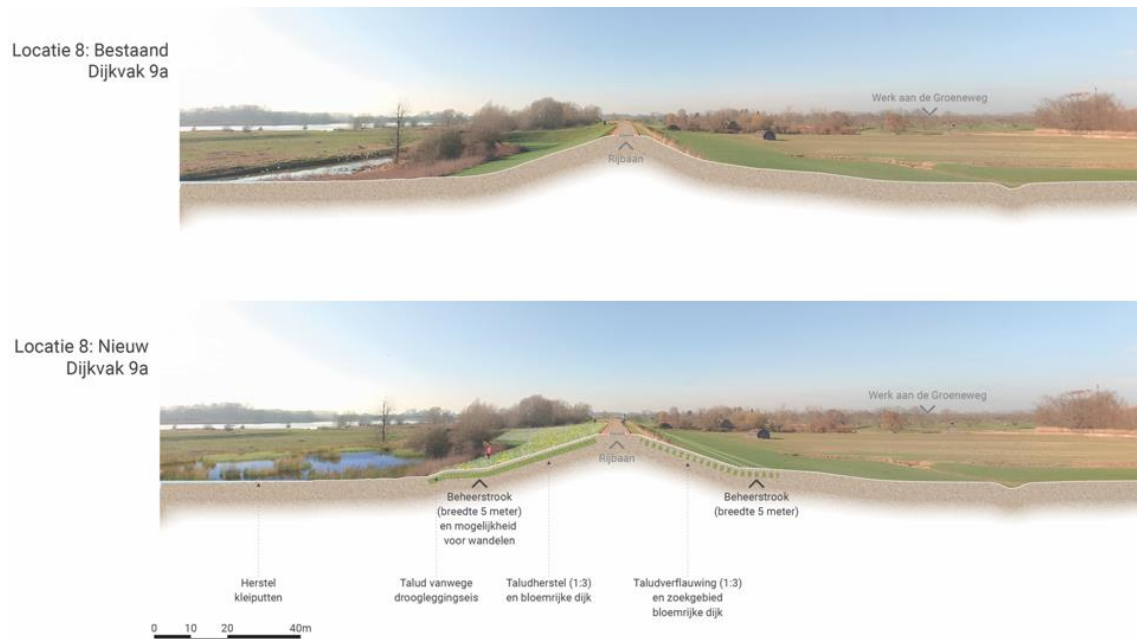 Locatie 8: Bestaand
Dijkvak 9a
Werk aan de Groeneweg
Rijbaan
Locatie 8: Nieuw
Dijkvak 9a
Werk aan de Groeneweg
Rijbaan
Beheerstrook
(breedte 5 meter)
en mogelijkheid
voor wandelen
Beheerstrook
(breedte 5 meter)
Herstel
kleiputten
Talud vanwege
droogleggingseis
Taludherstel (1:3)
en bloemrijke dijk
Taludverflauwing (1:3)
en zoekgebied
bloemrijke dijk
0 10 20 40m